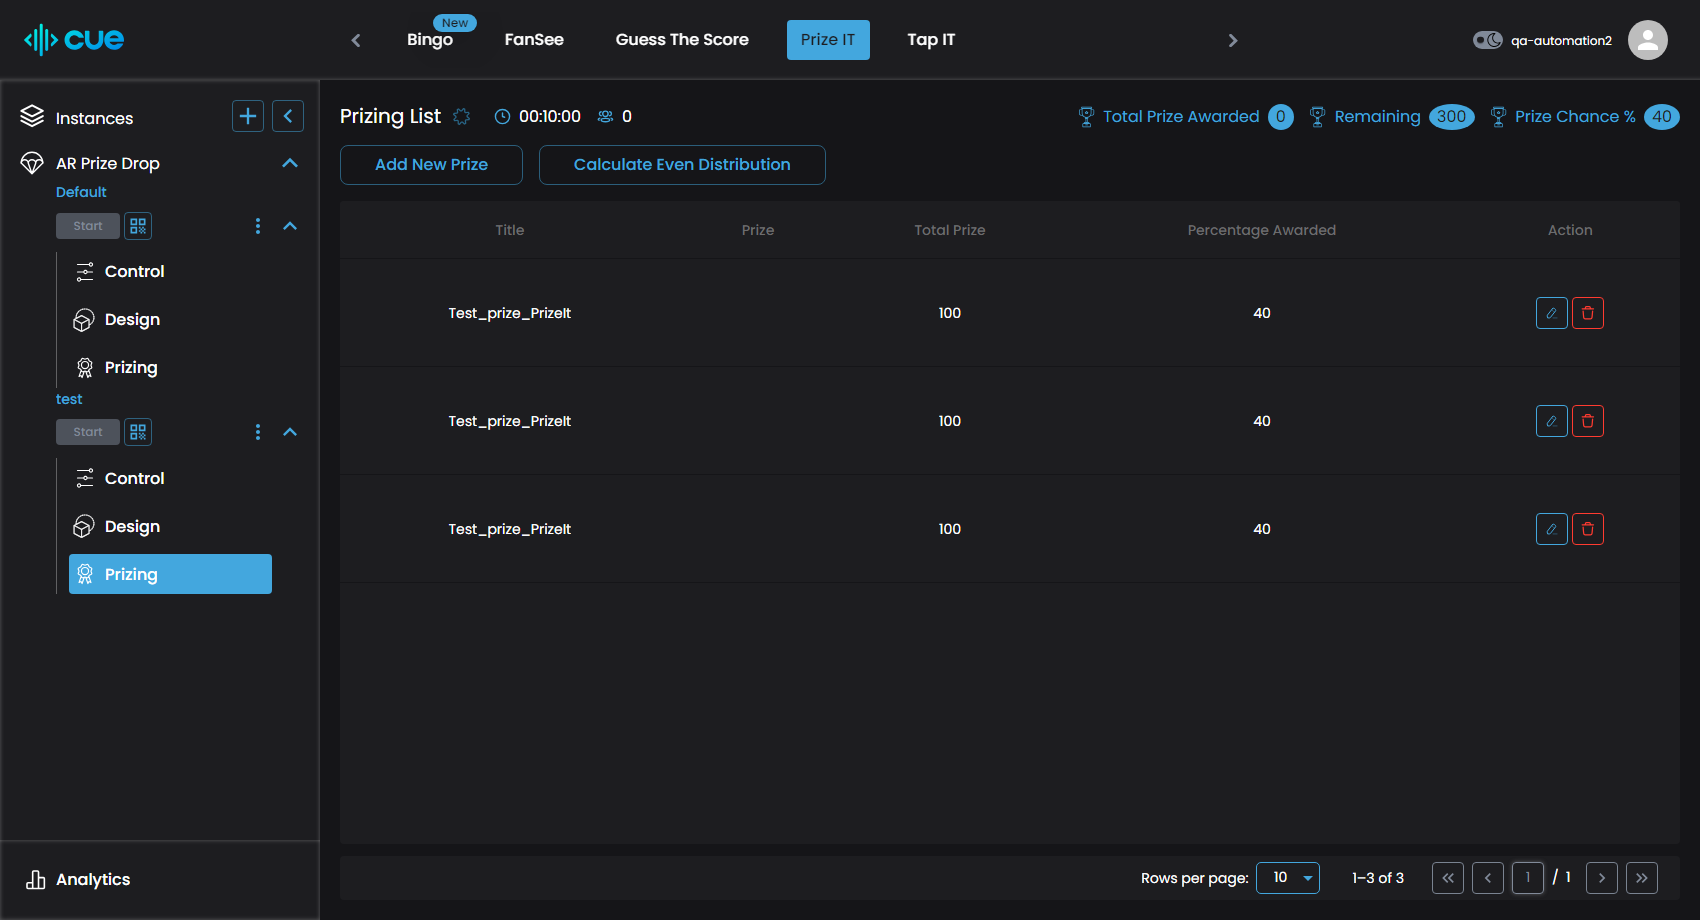 cue
New
Bingo
FanSee
Guess The Score
Prize IT
Tap IT
qa-automation2
Instances
AR Prize Drop
Default
Start
Control
Design
Prizing
test
Start
Control
Design
Prizing
Analytics
Prizing List 00:10:00 0
Total Prize Awarded 0 Remaining 300 Prize Chance % 40
Add New Prize Calculate Even Distribution
Title Prize Total Prize Percentage Awarded Action
Test_prize_PrizeIt 100 40
Test_prize_PrizeIt 100 40
Test_prize_PrizeIt 100 40
Rows per page: 10 1–3 of 3 1 / 1